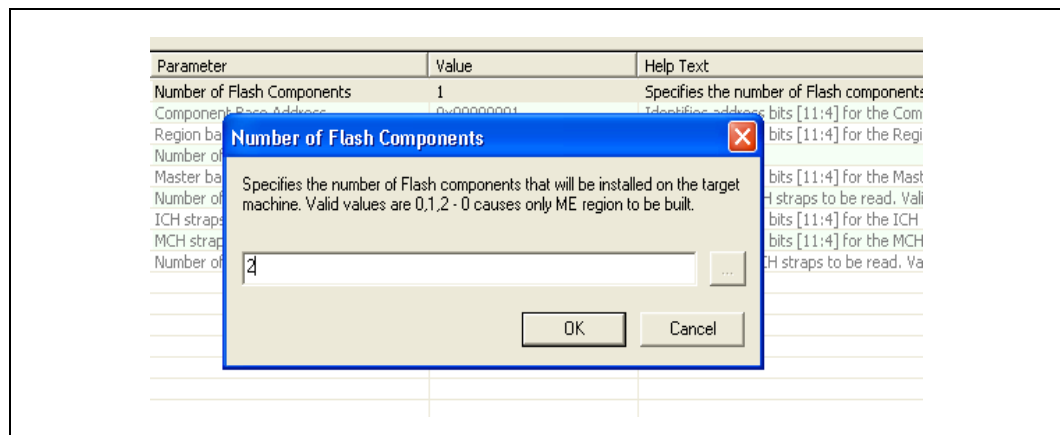 Parameter Value Help Text
Number of Flash Components 1 Specifies the number of Flash components
Component Base Address 0x00000001 Identifies address bits [11:4] for the Com
Region ba bits [11:4] for the Regi
Number of
Master ba bits [11:4] for the Mast
Number of H straps to be read. Vali
ICH straps bits [11:4] for the ICH
MCH strap bits [11:4] for the MCH
Number of H straps to be read. Va
Number of Flash Components
Specifies the number of Flash components that will be installed on the target
machine. Valid values are 0,1,2 - 0 causes only ME region to be built.
2
...
OK Cancel